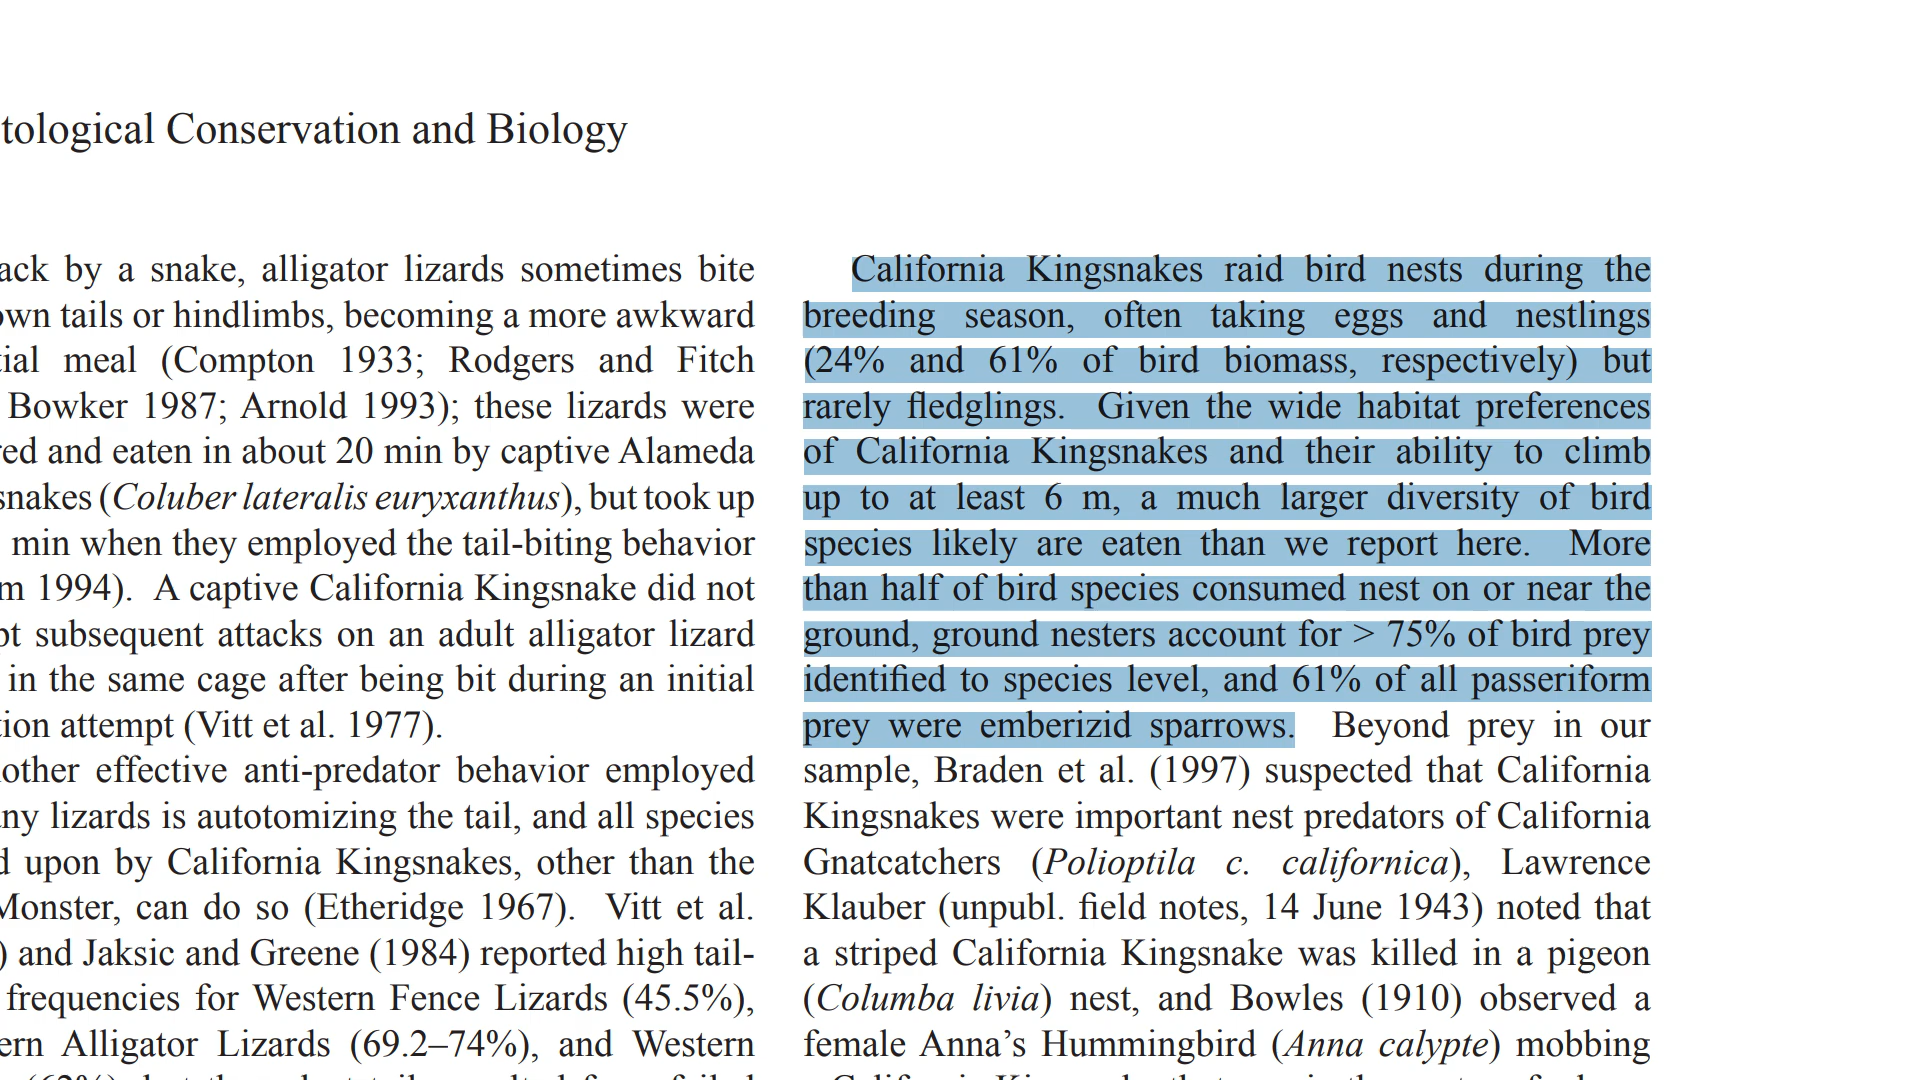 tological Conservation and Biology
ack by a snake, alligator lizards sometimes bite
own tails or hindlimbs, becoming a more awkward
tial meal (Compton 1933; Rodgers and Fitch
Bowker 1987; Arnold 1993); these lizards were
red and eaten in about 20 min by captive Alameda
snakes (Coluber lateralis euryxanthus), but took up
min when they employed the tail-biting behavior
m 1994).  A captive California Kingsnake did not
pt subsequent attacks on an adult alligator lizard
in the same cage after being bit during an initial
tion attempt (Vitt et al. 1977).
nother effective anti-predator behavior employed
any lizards is autotomizing the tail, and all species
d upon by California Kingsnakes, other than the
Monster, can do so (Etheridge 1967).  Vitt et al.
) and Jaksic and Greene (1984) reported high tail-
frequencies for Western Fence Lizards (45.5%),
ern Alligator Lizards (69.2–74%), and Western
California Kingsnakes raid bird nests during the
breeding season, often taking eggs and nestlings
(24% and 61% of bird biomass, respectively) but
rarely fledglings.  Given the wide habitat preferences
of California Kingsnakes and their ability to climb
up to at least 6 m, a much larger diversity of bird
species likely are eaten than we report here.  More
than half of bird species consumed nest on or near the
ground, ground nesters account for > 75% of bird prey
identified to species level, and 61% of all passeriform
prey were emberizid sparrows.  Beyond prey in our
sample, Braden et al. (1997) suspected that California
Kingsnakes were important nest predators of California
Gnatcatchers (Polioptila c. californica), Lawrence
Klauber (unpubl. field notes, 14 June 1943) noted that
a striped California Kingsnake was killed in a pigeon
(Columba livia) nest, and Bowles (1910) observed a
female Anna’s Hummingbird (Anna calypte) mobbing